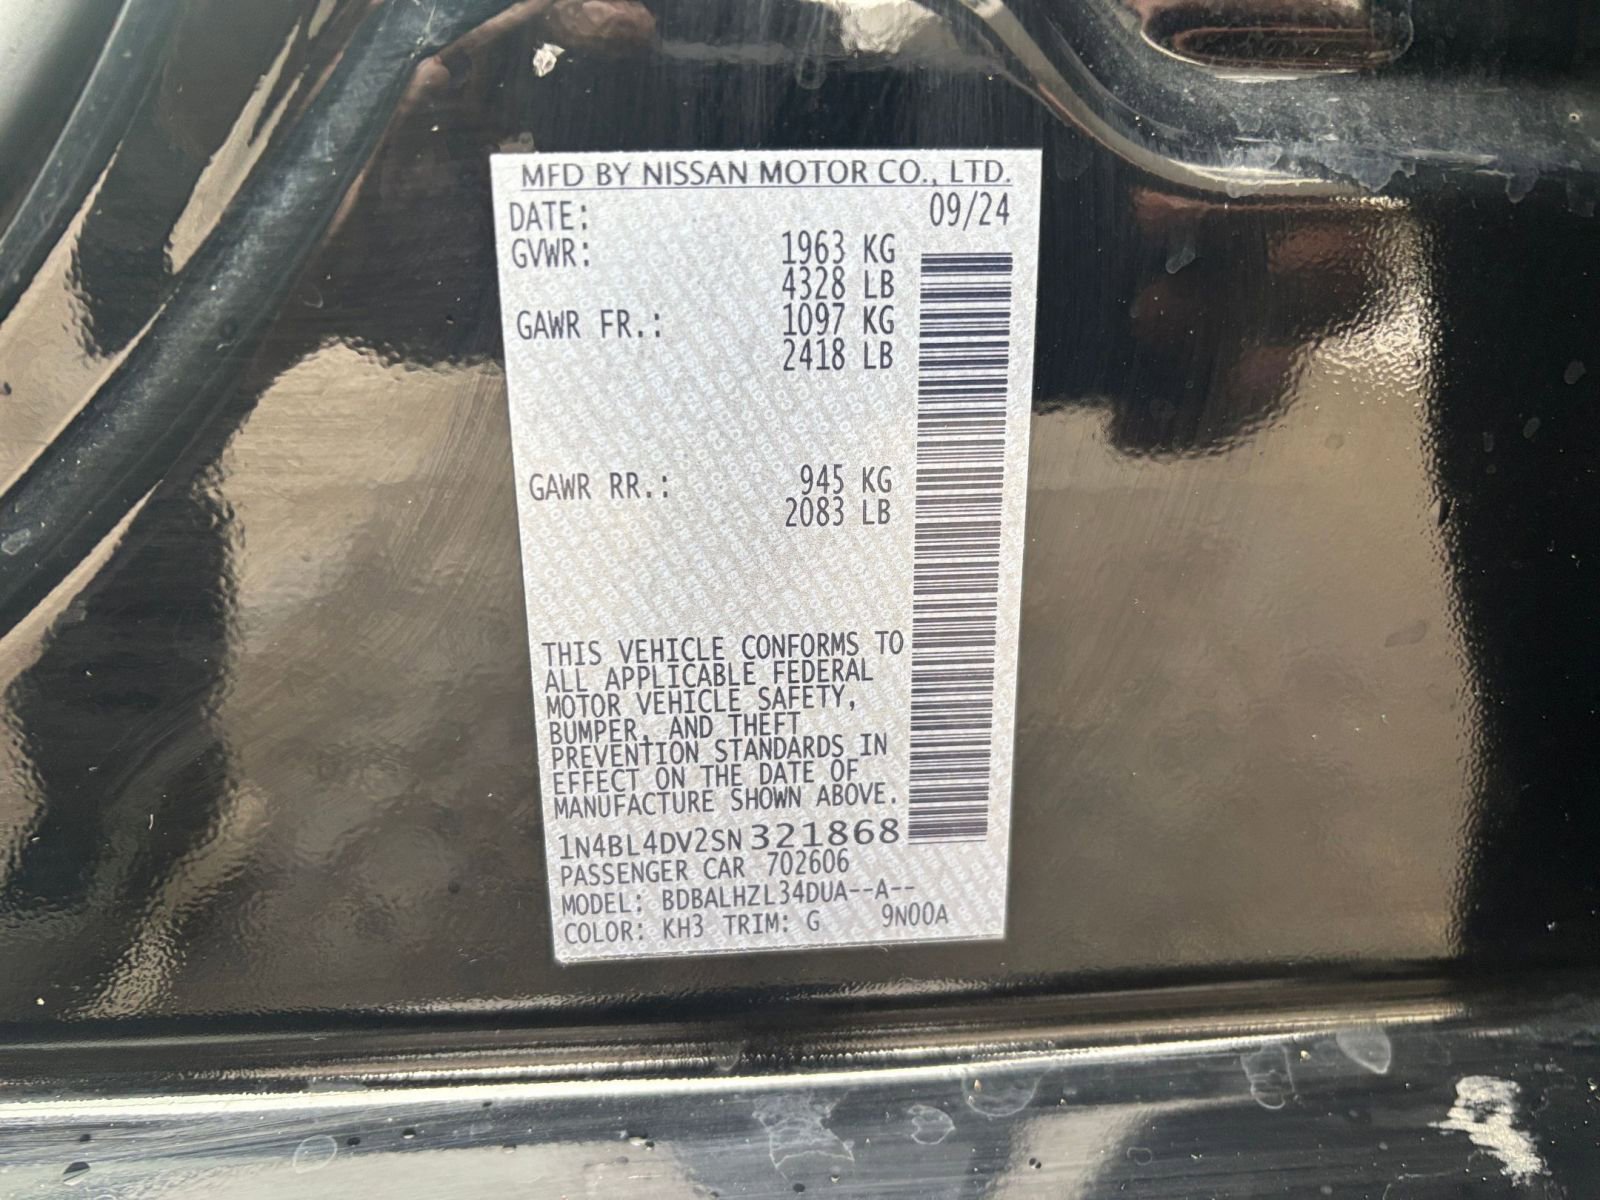 MFD BY NISSAN MOTOR CO., LTD.
DATE: 09/24
GVWR: 1963 KG
4328 LB
GAWR FR.: 1097 KG
2418 LB
GAWR RR.: 945 KG
2083 LB
THIS VEHICLE CONFORMS TO
ALL APPLICABLE FEDERAL
MOTOR VEHICLE SAFETY,
BUMPER, AND THEFT
PREVENTION STANDARDS IN
EFFECT ON THE DATE OF
MANUFACTURE SHOWN ABOVE.
1N4BL4DV2SN321868
PASSENGER CAR 702606
MODEL: BDBALHZL34DUA--A--
COLOR: KH3 TRIM: G 9N00A